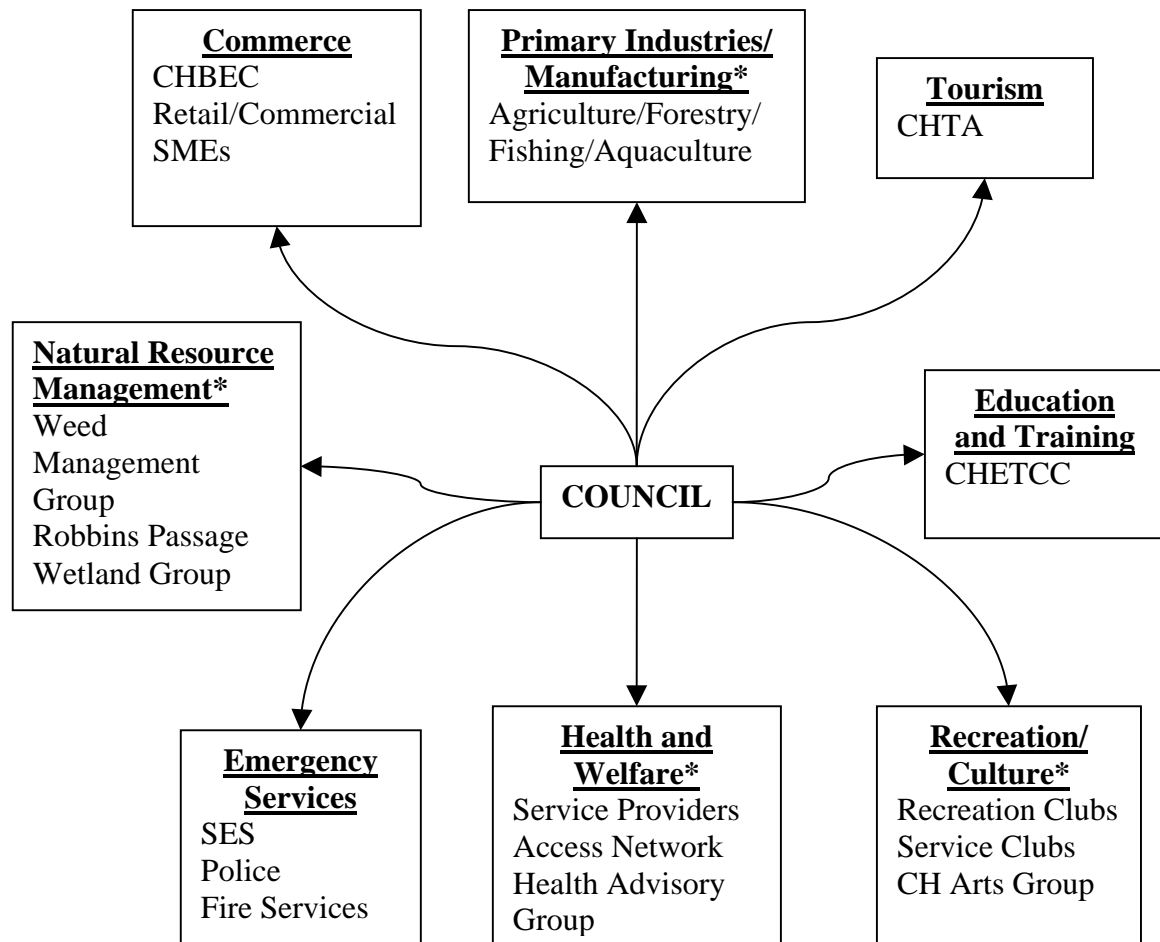 Commerce
CHBEC
Retail/Commercial
SMEs
Primary Industries/
Manufacturing*
Agriculture/Forestry/
Fishing/Aquaculture
Tourism
CHTA
Natural Resource
Management*
Weed
Management
Group
Robbins Passage
Wetland Group
COUNCIL
Education
and Training
CHETCC
Emergency
Services
SES
Police
Fire Services
Health and
Welfare*
Service Providers
Access Network
Health Advisory
Group
Recreation/
Culture*
Recreation Clubs
Service Clubs
CH Arts Group